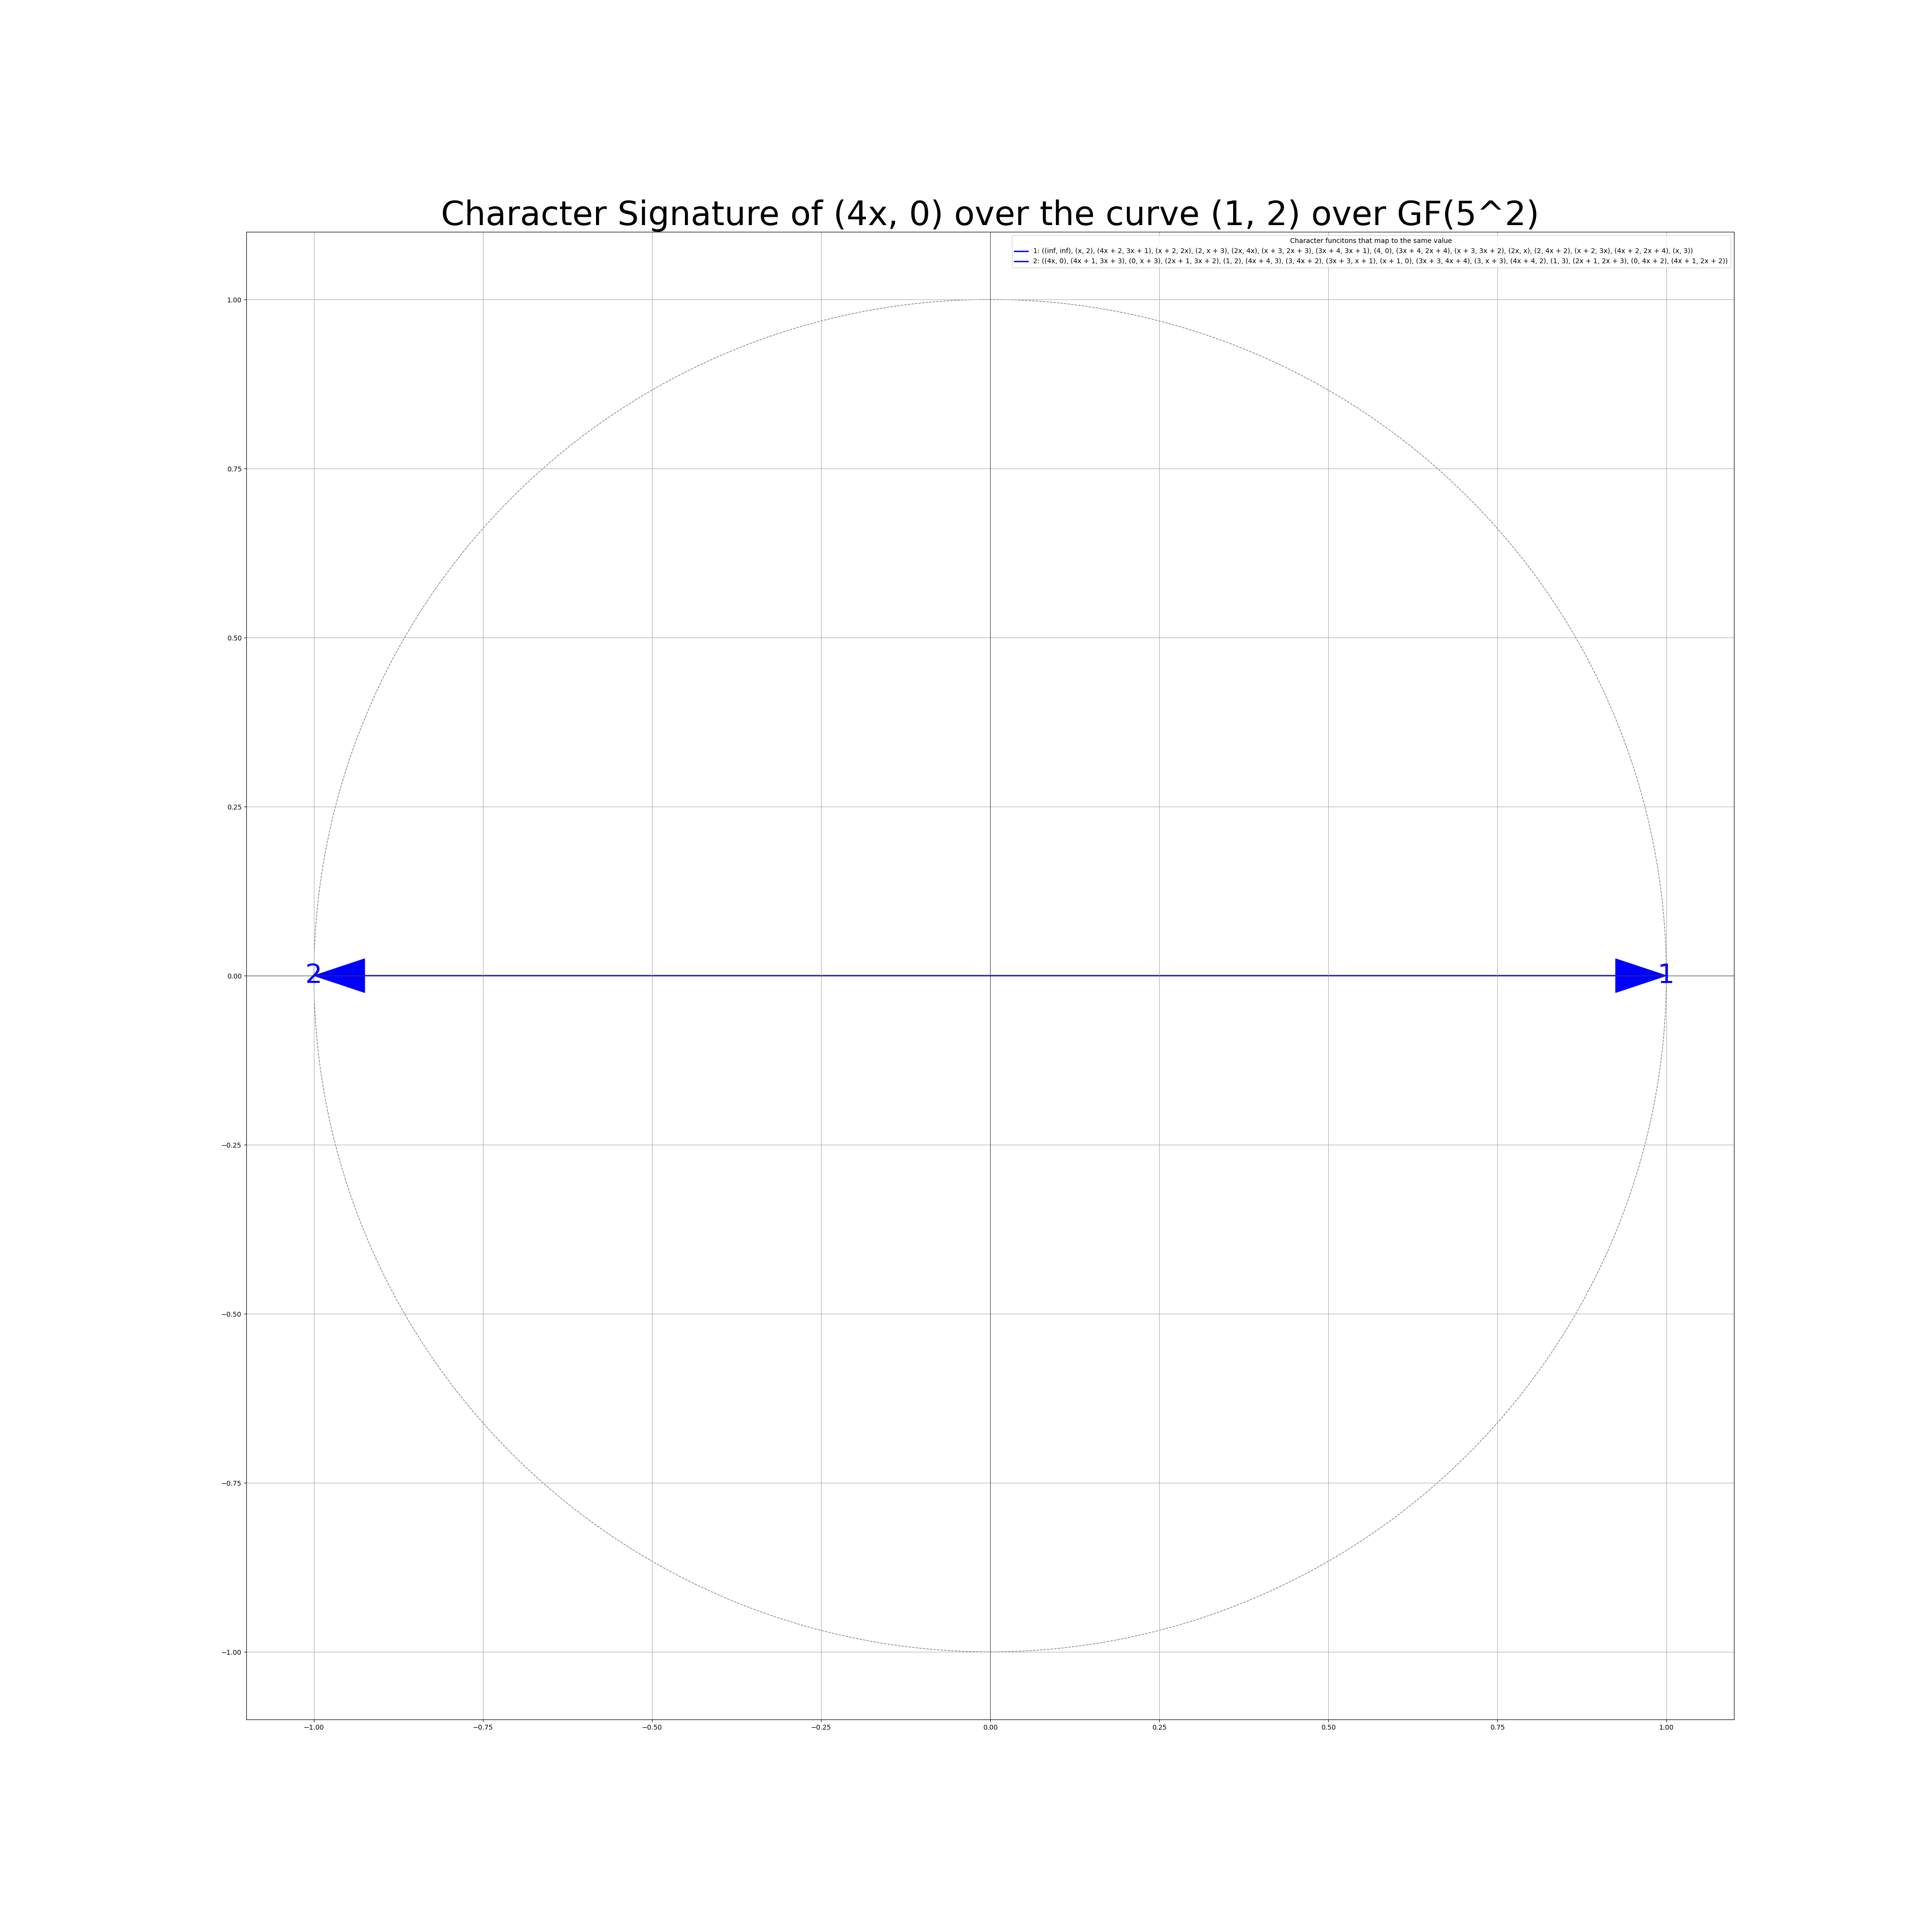 Character Signature of (4x, 0) over the curve (1, 2) over GF(5^2)
Character funcitons that map to the same value
1: ((inf, inf), (x, 2), (4x + 2, 3x + 1), (x + 2, 2x), (2, x + 3), (2x, 4x), (x + 3, 2x + 3), (3x + 4, 3x + 1), (4, 0), (3x + 4, 2x + 4), (x + 3, 3x + 2), (2x, x), (2, 4x + 2), (x + 2, 3x), (4x + 2, 2x + 4), (x, 3))
2: ((4x, 0), (4x + 1, 3x + 3), (0, x + 3), (2x + 1, 3x + 2), (1, 2), (4x + 4, 3), (3, 4x + 2), (3x + 3, x + 1), (x + 1, 0), (3x + 3, 4x + 4), (3, x + 3), (4x + 4, 2), (1, 3), (2x + 1, 2x + 3), (0, 4x + 2), (4x + 1, 2x + 2))
1.00
0.75
0.50
0.25
0.00
−0.25
−0.50
−0.75
−1.00
2
1
−1.00 −0.75 −0.50 −0.25 0.00 0.25 0.50 0.75 1.00